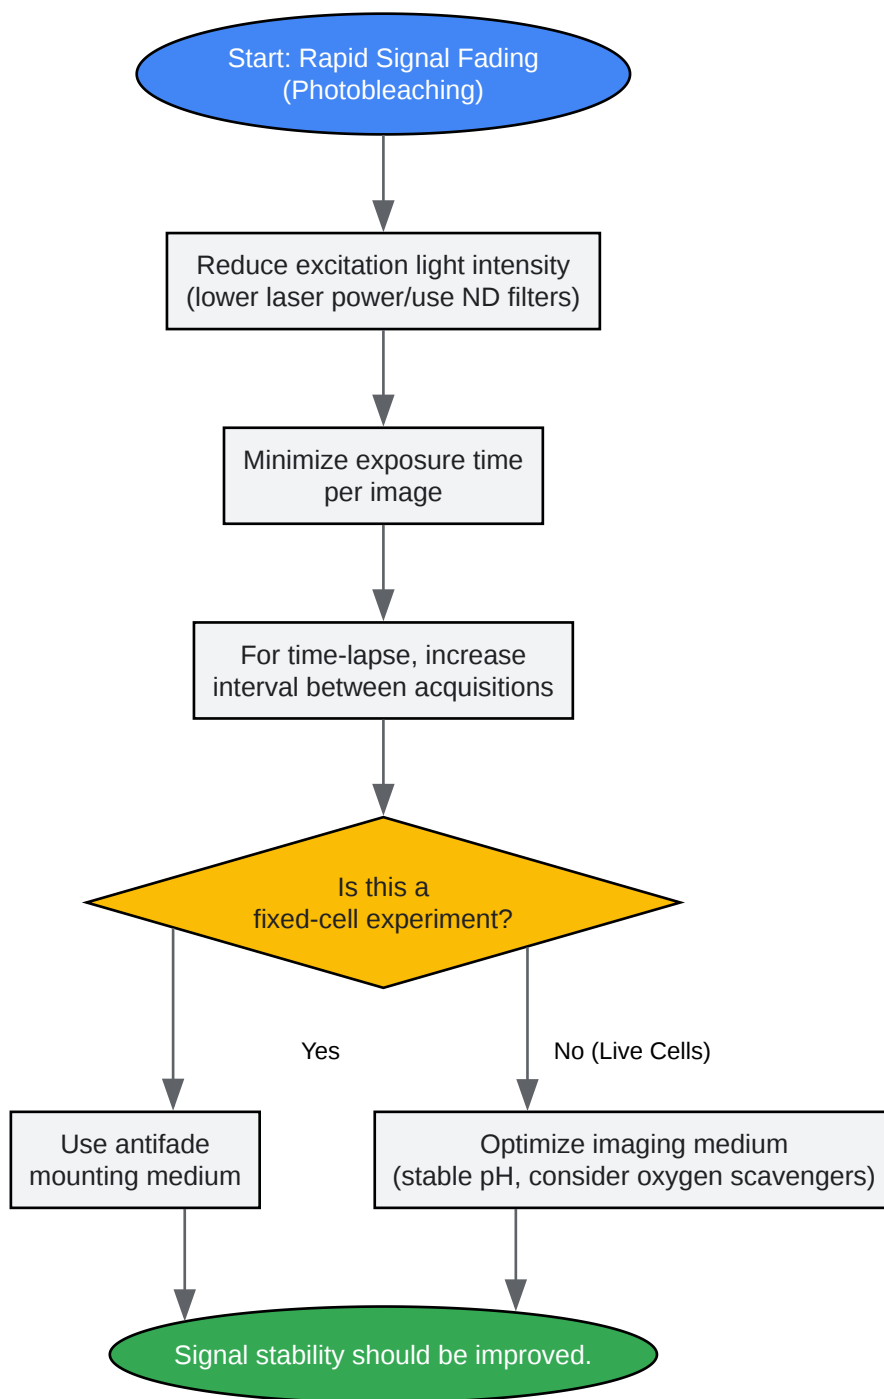 Start: Rapid Signal Fading
(Photobleaching)
Reduce excitation light intensity
(lower laser power/use ND filters)
Minimize exposure time
per image
For time-lapse, increase
interval between acquisitions
Is this a
fixed-cell experiment?
Yes
No (Live Cells)
Use antifade
mounting medium
Optimize imaging medium
(stable pH, consider oxygen scavengers)
Signal stability should be improved.